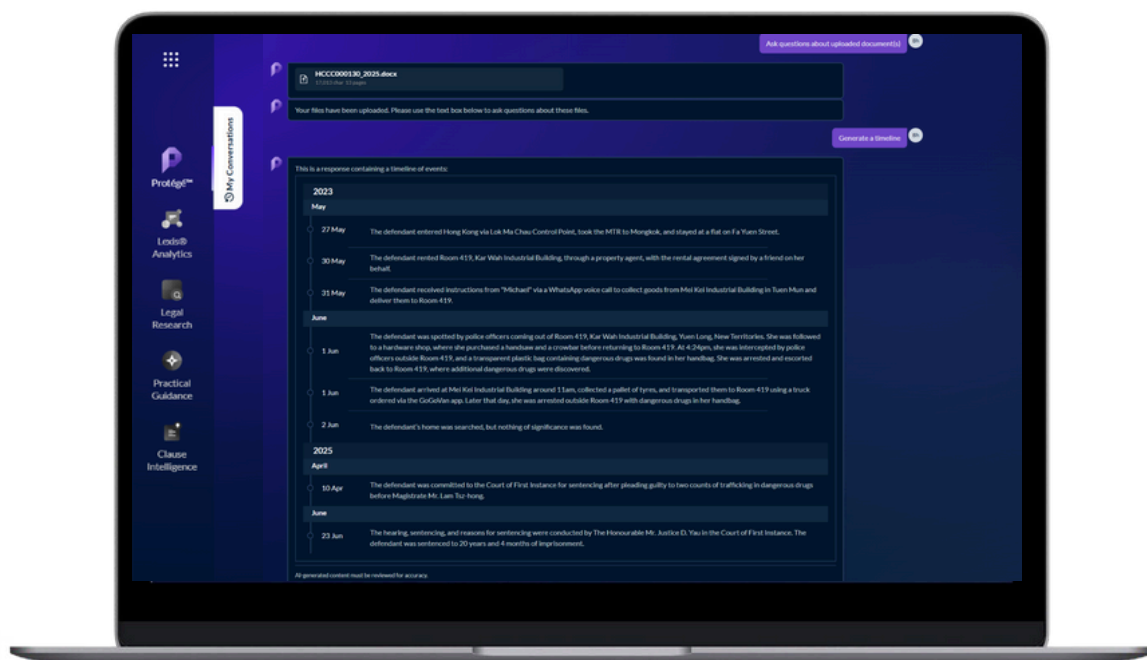 Ask questions about uploaded document(s)
HCCC000130_2025.docx
Your files have been uploaded. Please use the text box below to ask questions about these files.
My Conversations
Generate a timeline
Protégé™
Lexis®
Analytics
Legal
Research
Practical
Guidance
Clause
Intelligence
This is a response containing a timeline of events:
2023
May
27 May
The defendant entered Hong Kong via Lok Ma Chau Control Point, took the MTR to Mongkok, and stayed at a flat on Fa Yuen Street.
30 May
The defendant rented Room 419, Kar Wah Industrial Building, through a property agent, with the rental agreement signed by a friend on her
behalf.
31 May
The defendant received instructions from "Michael" via a WhatsApp voice call to collect goods from Mei Kei Industrial Building in Tuen Mun and
deliver them to Room 419.
June
1 Jun
The defendant was spotted by police officers coming out of Room 419, Kar Wah Industrial Building, Yuen Long, New Territories. She was followed
to a hardware shop, where she purchased a handsaw and a crowbar before returning to Room 419. At 4:24pm, she was intercepted by police
officers outside Room 419, and a transparent plastic bag containing dangerous drugs was found in her handbag. She was arrested and escorted
back to Room 419, where additional dangerous drugs were discovered.
1 Jun
The defendant arrived at Mei Kei Industrial Building around 11am, collected a pallet of tyres, and transported them to Room 419 using a truck
ordered via the GoGoVan app. Later that day, she was arrested outside Room 419 with dangerous drugs in her handbag.
2 Jun
The defendant's home was searched, but nothing of significance was found.
2025
April
10 Apr
The defendant was committed to the Court of First Instance for sentencing after pleading guilty to two counts of trafficking in dangerous drugs
before Magistrate Mr. Lam Tsz-hong.
June
23 Jun
The hearing, sentencing, and reasons for sentencing were conducted by The Honourable Mr. Justice D. Yau in the Court of First Instance. The
defendant was sentenced to 20 years and 4 months of imprisonment.
AI-generated content must be reviewed for accuracy.